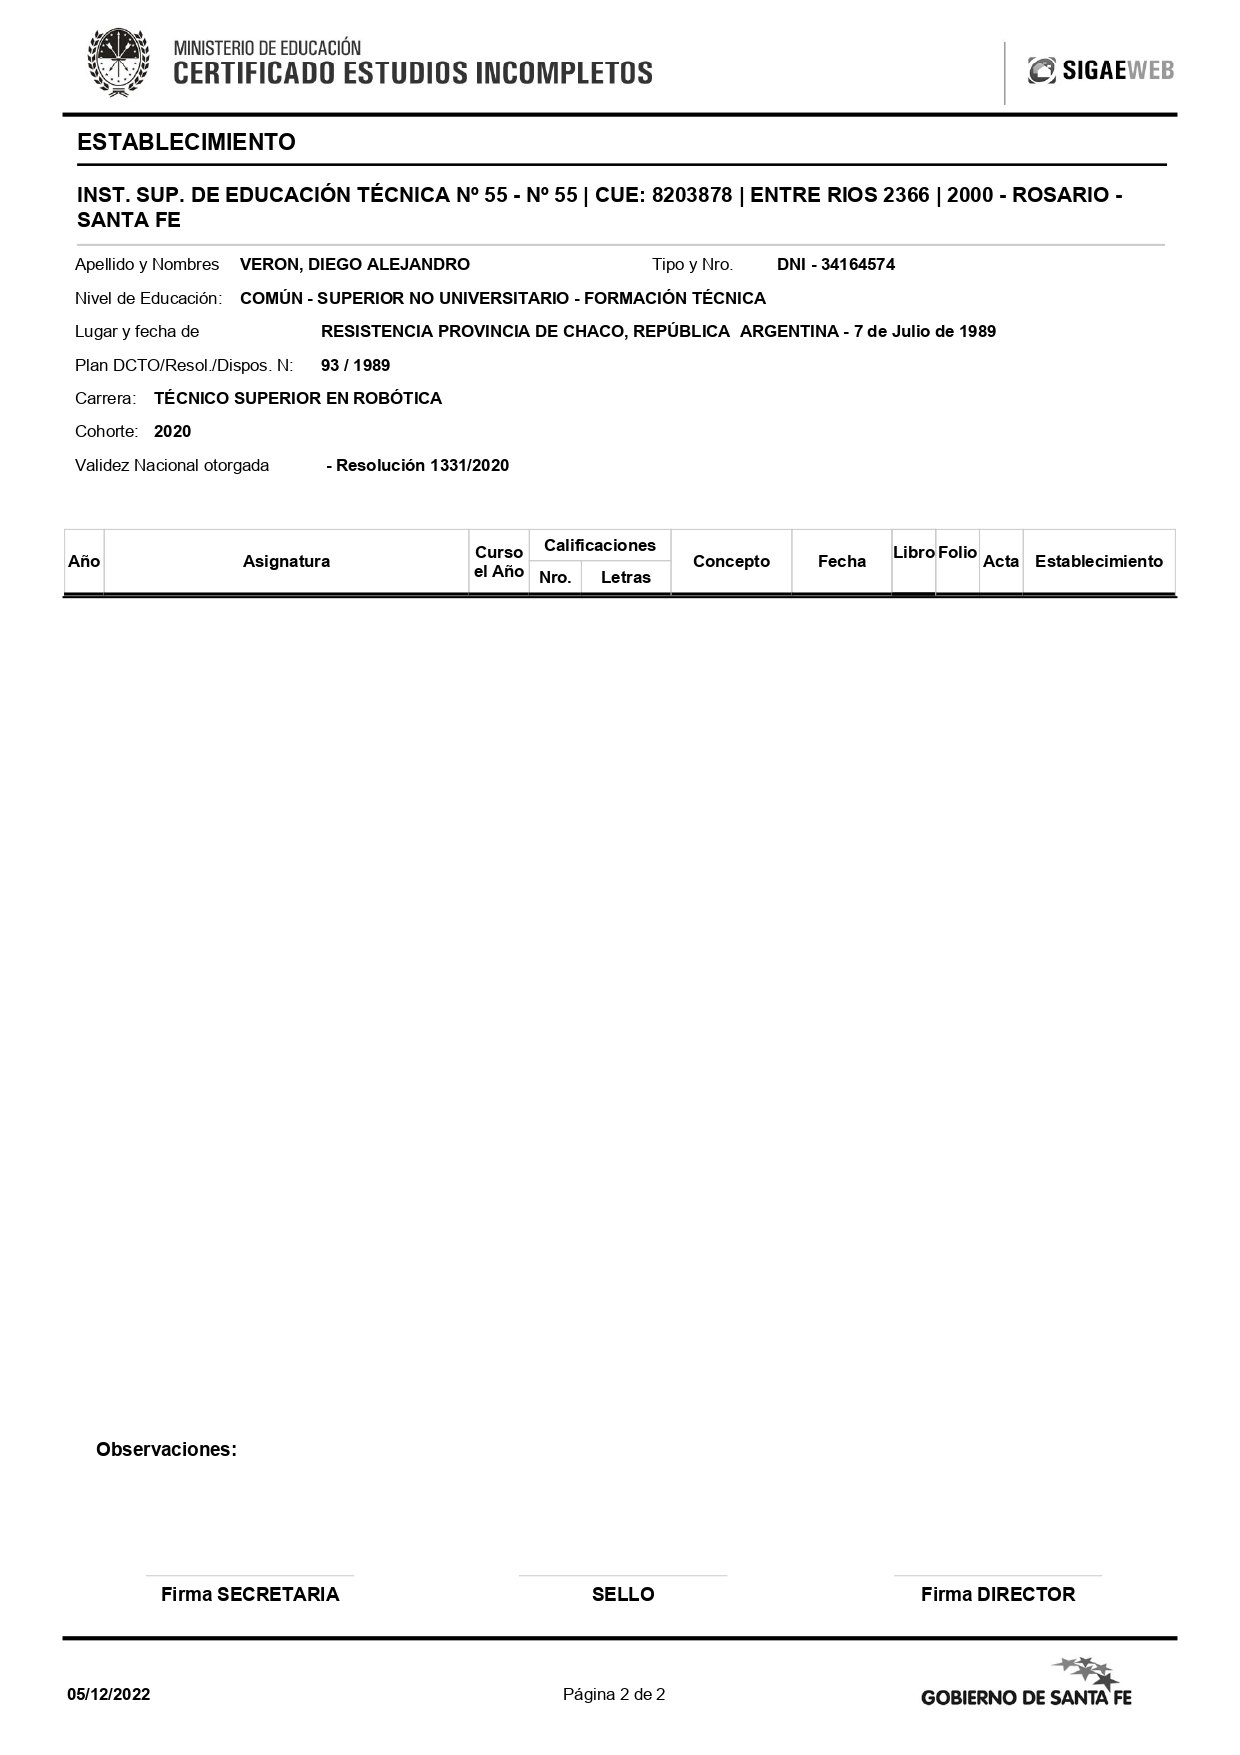 MINISTERIO DE EDUCACIÓN
CERTIFICADO ESTUDIOS INCOMPLETOS
SIGAEWEB
ESTABLECIMIENTO
INST. SUP. DE EDUCACIÓN TÉCNICA Nº 55 - Nº 55 | CUE: 8203878 | ENTRE RIOS 2366 | 2000 - ROSARIO -
SANTA FE
Apellido y Nombres VERON, DIEGO ALEJANDRO Tipo y Nro. DNI - 34164574
Nivel de Educación: COMÚN - SUPERIOR NO UNIVERSITARIO - FORMACIÓN TÉCNICA
Lugar y fecha de RESISTENCIA PROVINCIA DE CHACO, REPÚBLICA ARGENTINA - 7 de Julio de 1989
Plan DCTO/Resol./Dispos. N: 93 / 1989
Carrera: TÉCNICO SUPERIOR EN ROBÓTICA
Cohorte: 2020
Validez Nacional otorgada - Resolución 1331/2020
Año Asignatura Curso el Año Calificaciones Nro. Letras Concepto Fecha Libro Folio Acta Establecimiento
Observaciones:
Firma SECRETARIA SELLO Firma DIRECTOR
05/12/2022 Página 2 de 2 GOBIERNO DE SANTA FE